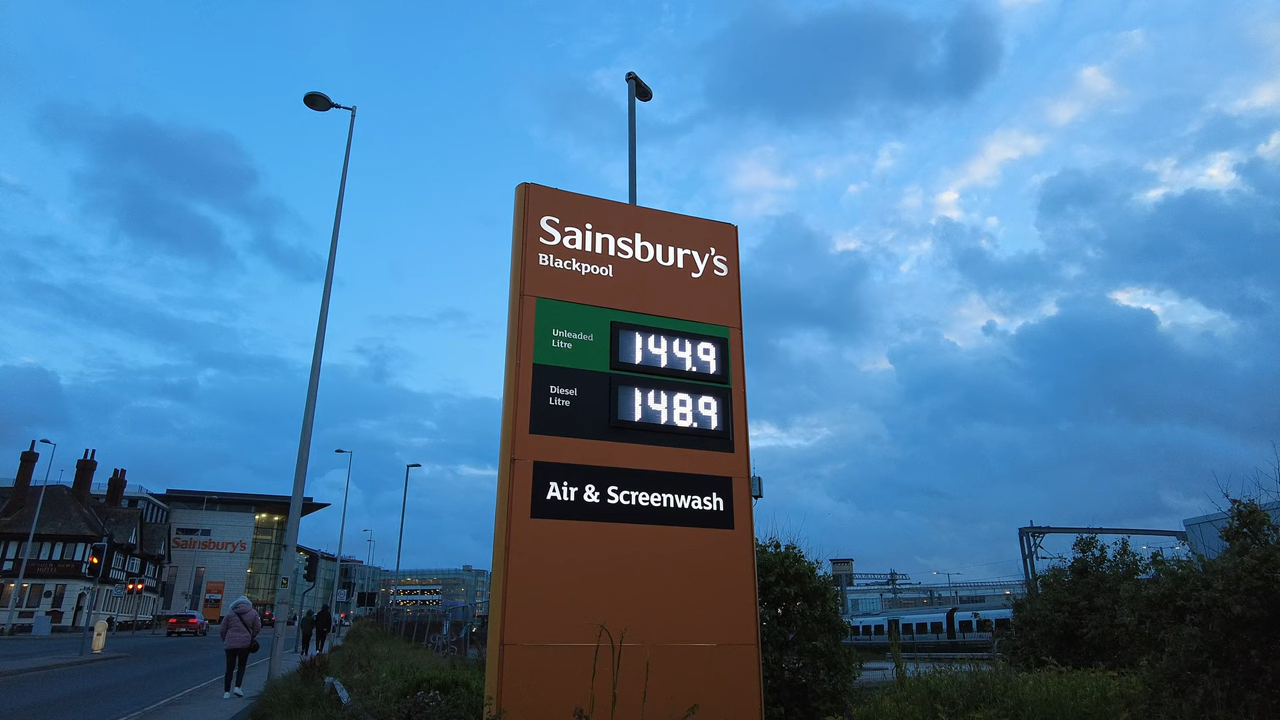 Sainsbury's
Blackpool
Unleaded
Litre
144.9
Diesel
Litre
148.9
Air & Screenwash
Sainsbury's